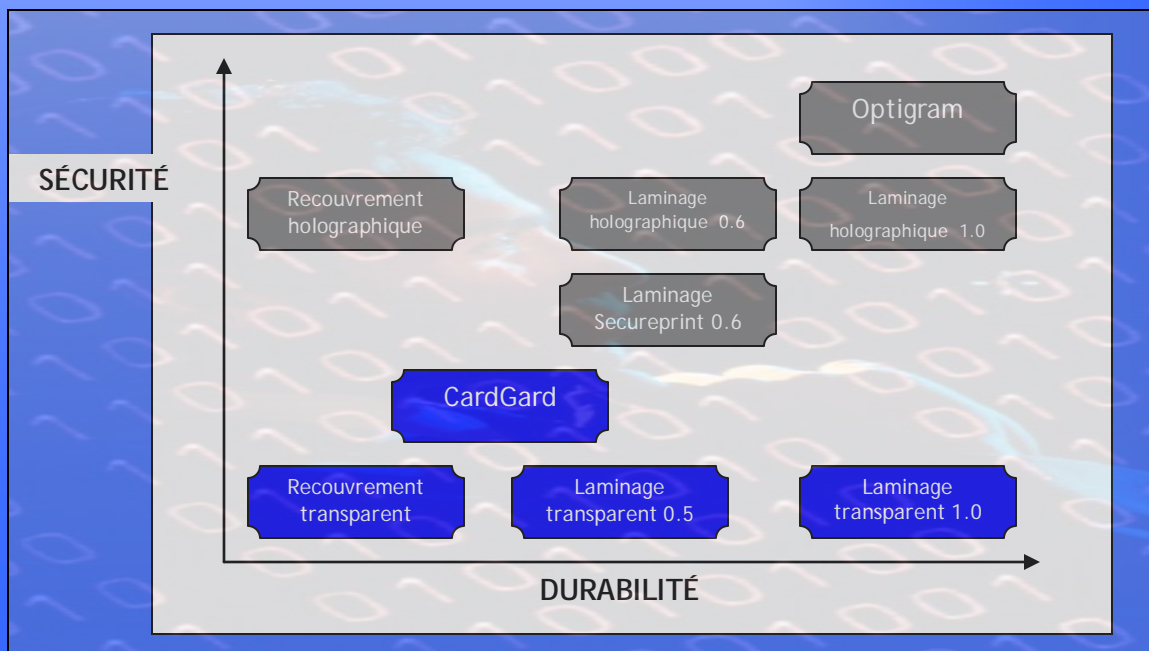 Optigram
SÉCURITÉ
Recouvrement
holographique
Laminage
holographique 0.6
Laminage
holographique 1.0
Laminage
Secureprint 0.6
CardGard
Recouvrement
transparent
Laminage
transparent 0.5
Laminage
transparent 1.0
DURABILITÉ